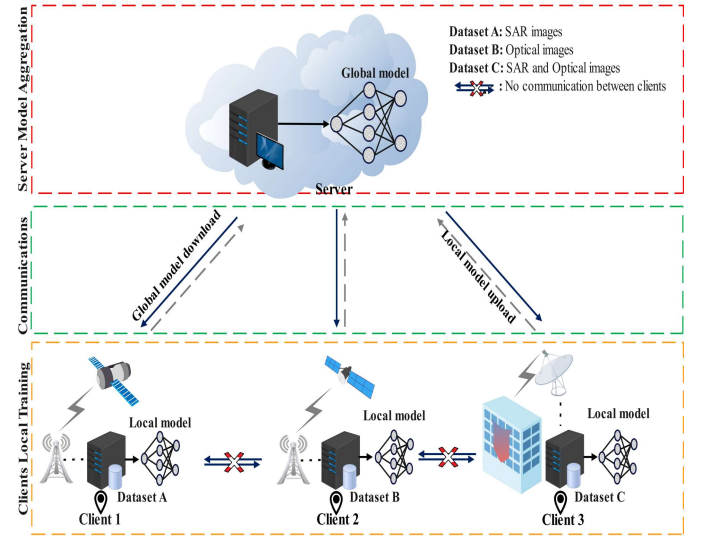 Server Model Aggregation
Dataset A: SAR images
Dataset B: Optical images
Dataset C: SAR and Optical images
: No communication between clients
Global model
Server
Communications
Global model download
Local model upload
Clients Local Training
Local model
Dataset A
Client 1
Local model
Dataset B
Client 2
Local model
Dataset C
Client 3